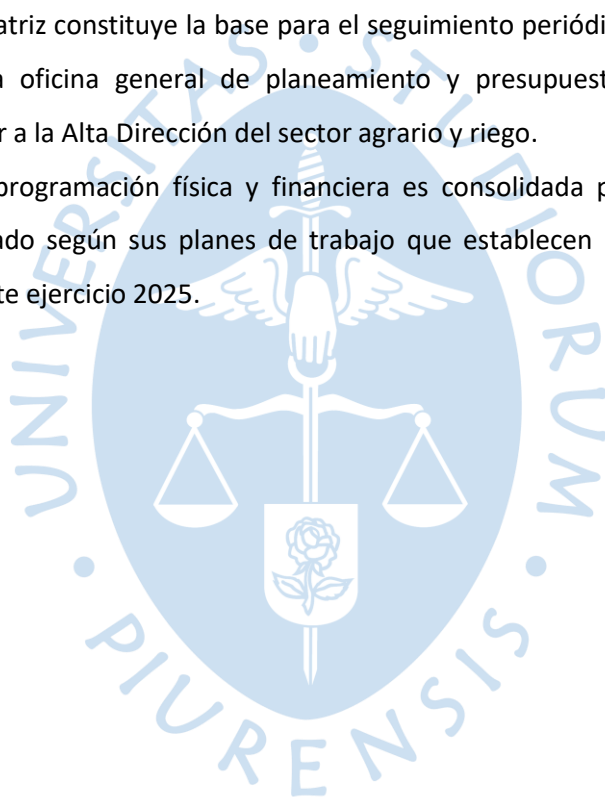 atriz constituye la base para el seguimiento periódi
a oficina general de planeamiento y presupuest
r a la Alta Dirección del sector agrario y riego.
programación física y financiera es consolidada p
ado según sus planes de trabajo que establecen
te ejercicio 2025.
UNIVERSITAS • STUDIORUM • PIURENSIS